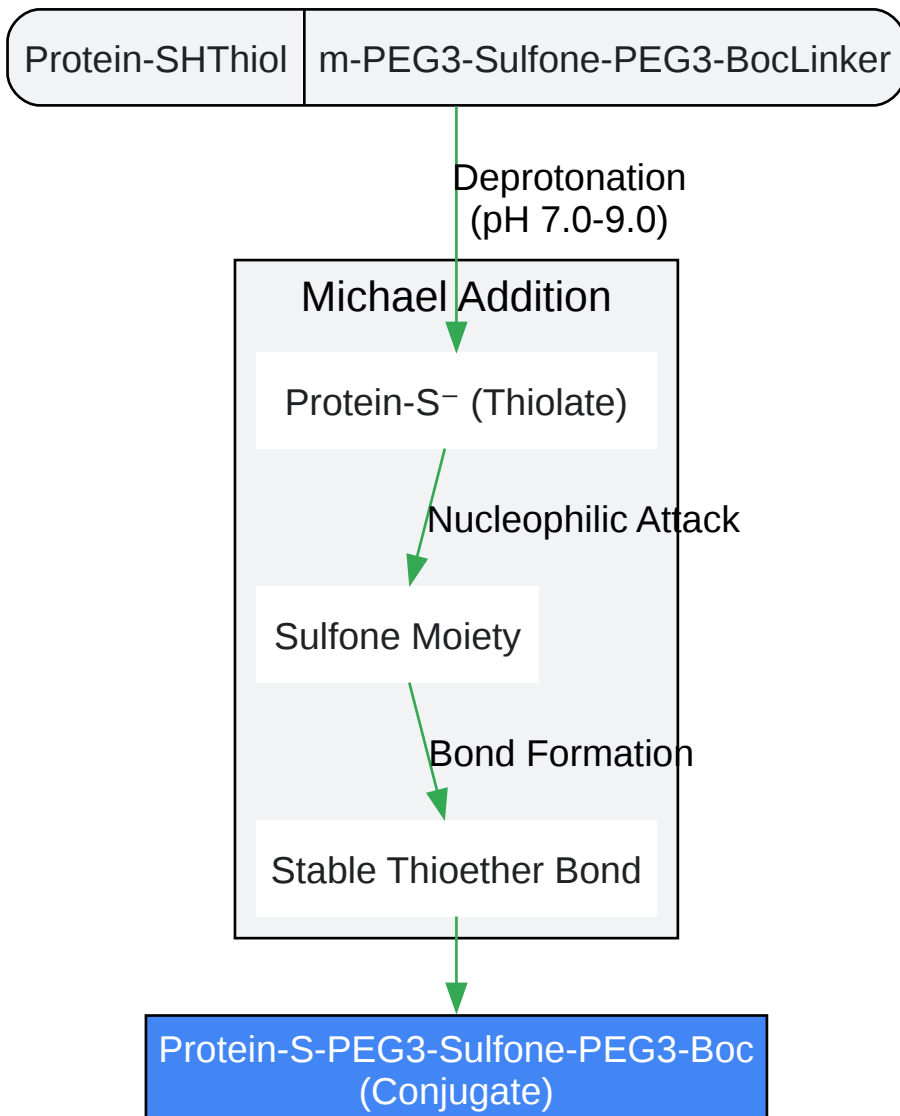 Protein-SHThiol
m-PEG3-Sulfone-PEG3-BocLinker
Deprotonation
(pH 7.0-9.0)
Michael Addition
Protein-S⁻ (Thiolate)
Nucleophilic Attack
Sulfone Moiety
Bond Formation
Stable Thioether Bond
Protein-S-PEG3-Sulfone-PEG3-Boc
(Conjugate)